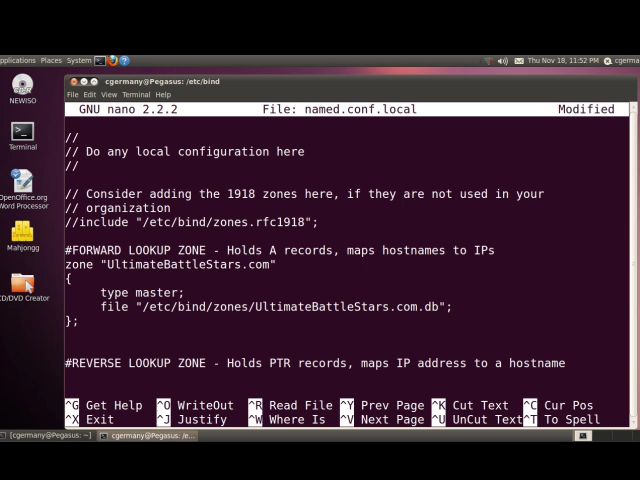 pplications Places System ? Thu Nov 18, 11:52 PM cgerma
cgermany@Pegasus: /etc/bind
File Edit View Terminal Help
GNU nano 2.2.2 File: named.conf.local Modified
//
// Do any local configuration here
//
// Consider adding the 1918 zones here, if they are not used in your
// organization
//include "/etc/bind/zones.rfc1918";
#FORWARD LOOKUP ZONE - Holds A records, maps hostnames to IPs
zone "UltimateBattleStars.com"
{
type master;
file "/etc/bind/zones/UltimateBattleStars.com.db";
};
#REVERSE LOOKUP ZONE - Holds PTR records, maps IP address to a hostname
^G Get Help ^O WriteOut ^R Read File ^Y Prev Page ^K Cut Text ^C Cur Pos
^X Exit ^J Justify ^W Where Is ^V Next Page ^U UnCut Text ^T To Spell
NEWISO
Terminal
OpenOffice.org
Word Processor
Mahjongg
CD/DVD Creator
[cgermany@Pegasus: ~] cgermany@Pegasus: /e...